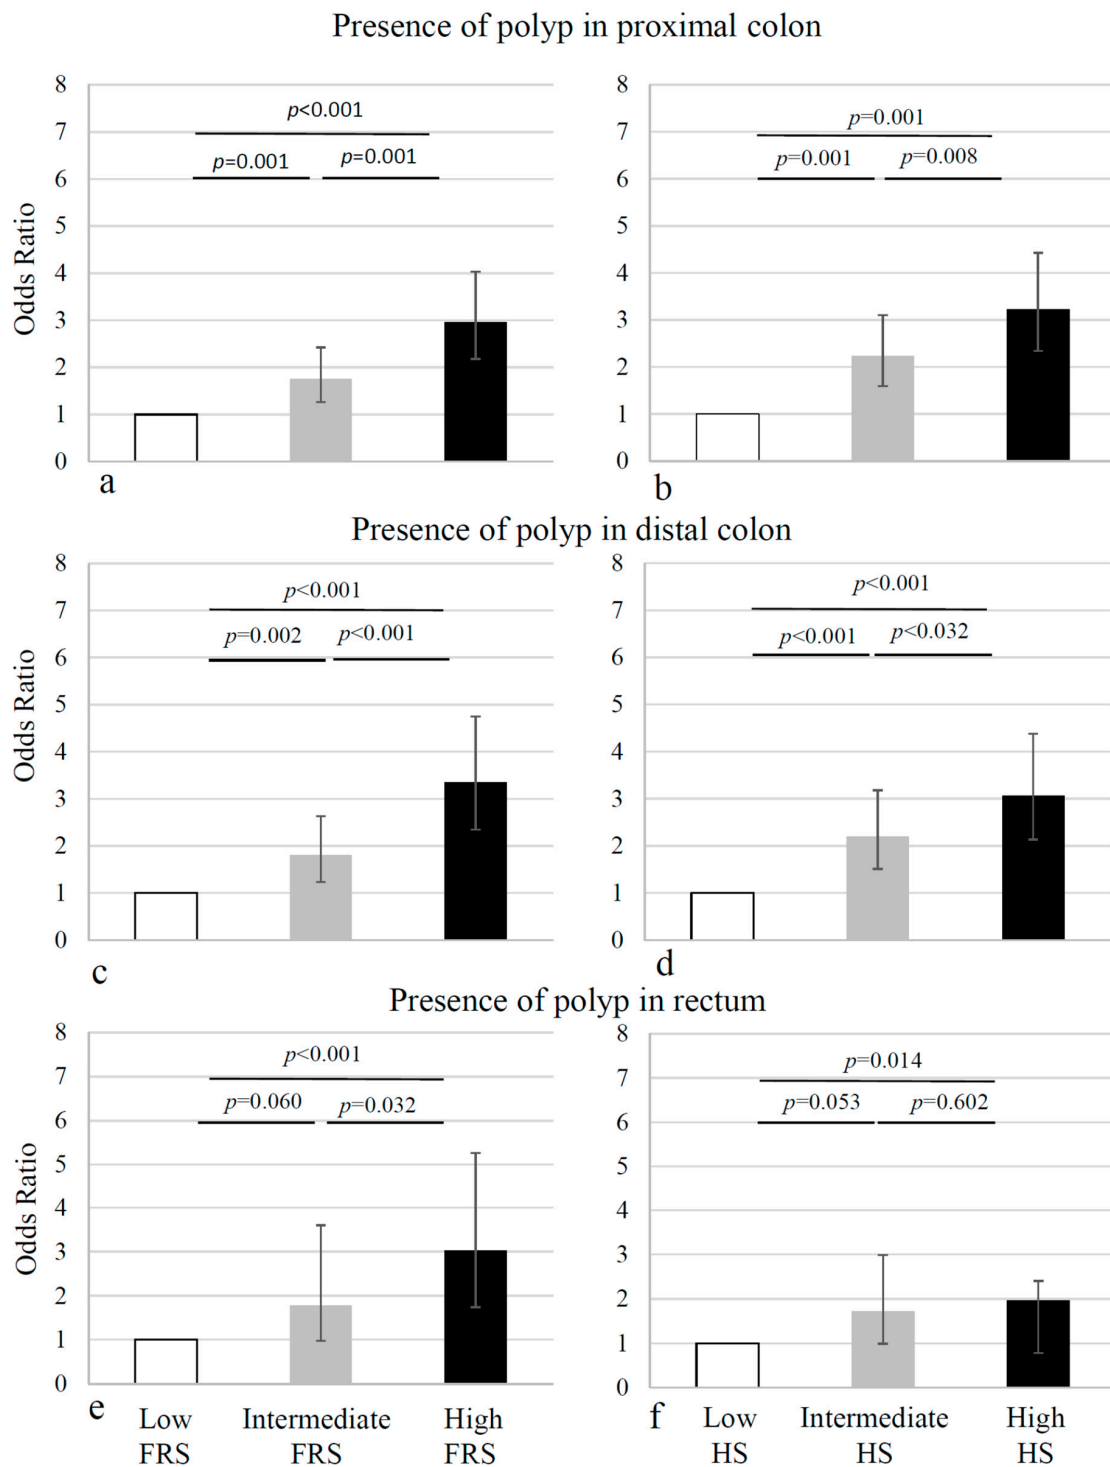 Presence of polyp in proximal colon
Odds Ratio
8
7
6
5
4
3
2
1
0
p<0.001
p=0.001 p=0.001
a
8
7
6
5
4
3
2
1
0
p=0.001
p=0.001 p=0.008
b
Presence of polyp in distal colon
Odds Ratio
8
7
6
5
4
3
2
1
0
p<0.001
p=0.002 p<0.001
c
8
7
6
5
4
3
2
1
0
p<0.001
p<0.001 p<0.032
d
Presence of polyp in rectum
Odds Ratio
8
7
6
5
4
3
2
1
0
p<0.001
p=0.060 p=0.032
e
Low Intermediate High
FRS FRS FRS
8
7
6
5
4
3
2
1
0
p=0.014
p=0.053 p=0.602
f
Low Intermediate High
HS HS HS